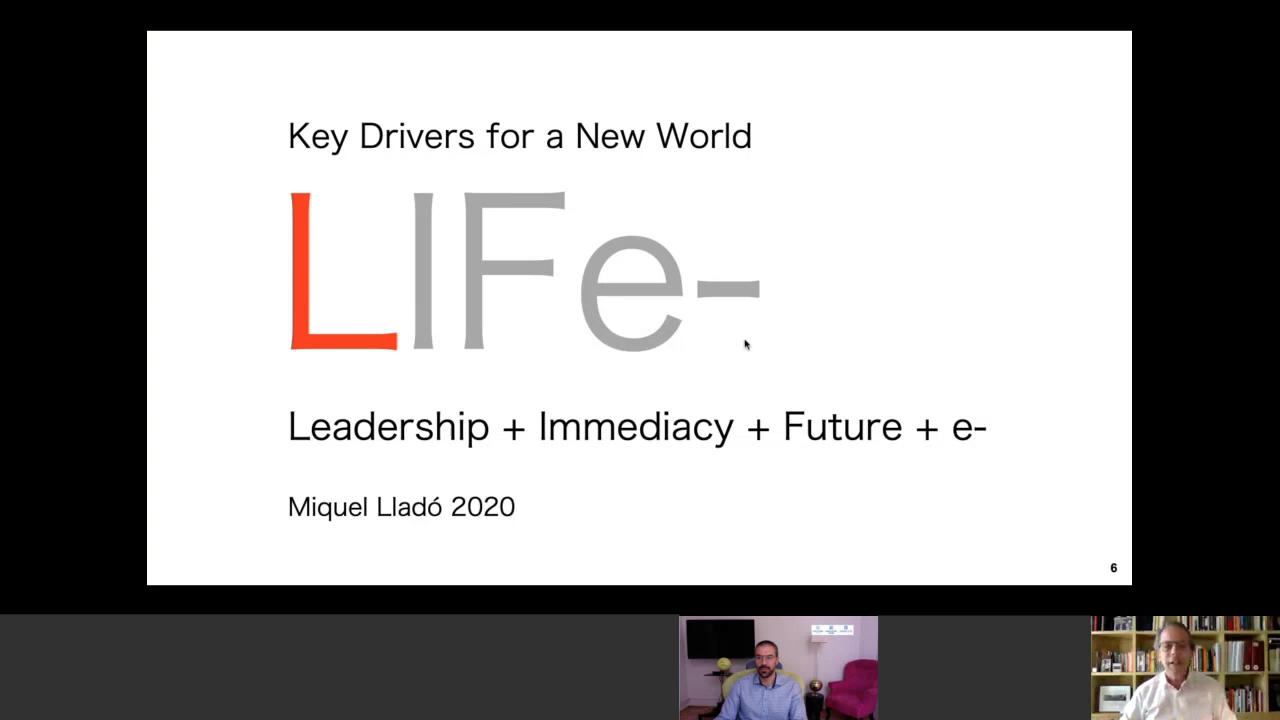 Key Drivers for a New World
LIFe-
Leadership + Immediacy + Future + e-
Miquel Lladó 2020
6